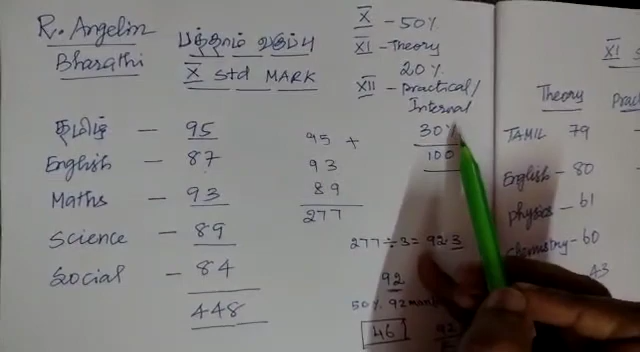 R. Angelin
Bharathi
பத்தாம் வகுப்பு
X std MARK
தமிழ் - 95
English - 87
Maths - 93
Science - 89
Social - 84
448
95 +
93
89
277
277 ÷ 3 = 92.3
92
50% 92 mark
46
92
X - 50%
XI - Theory
20%
XII - Practical/
Internal
30%
100
XI S
Theory
TAMIL 79
English - 80
physics - 61
chemistry - 60
43